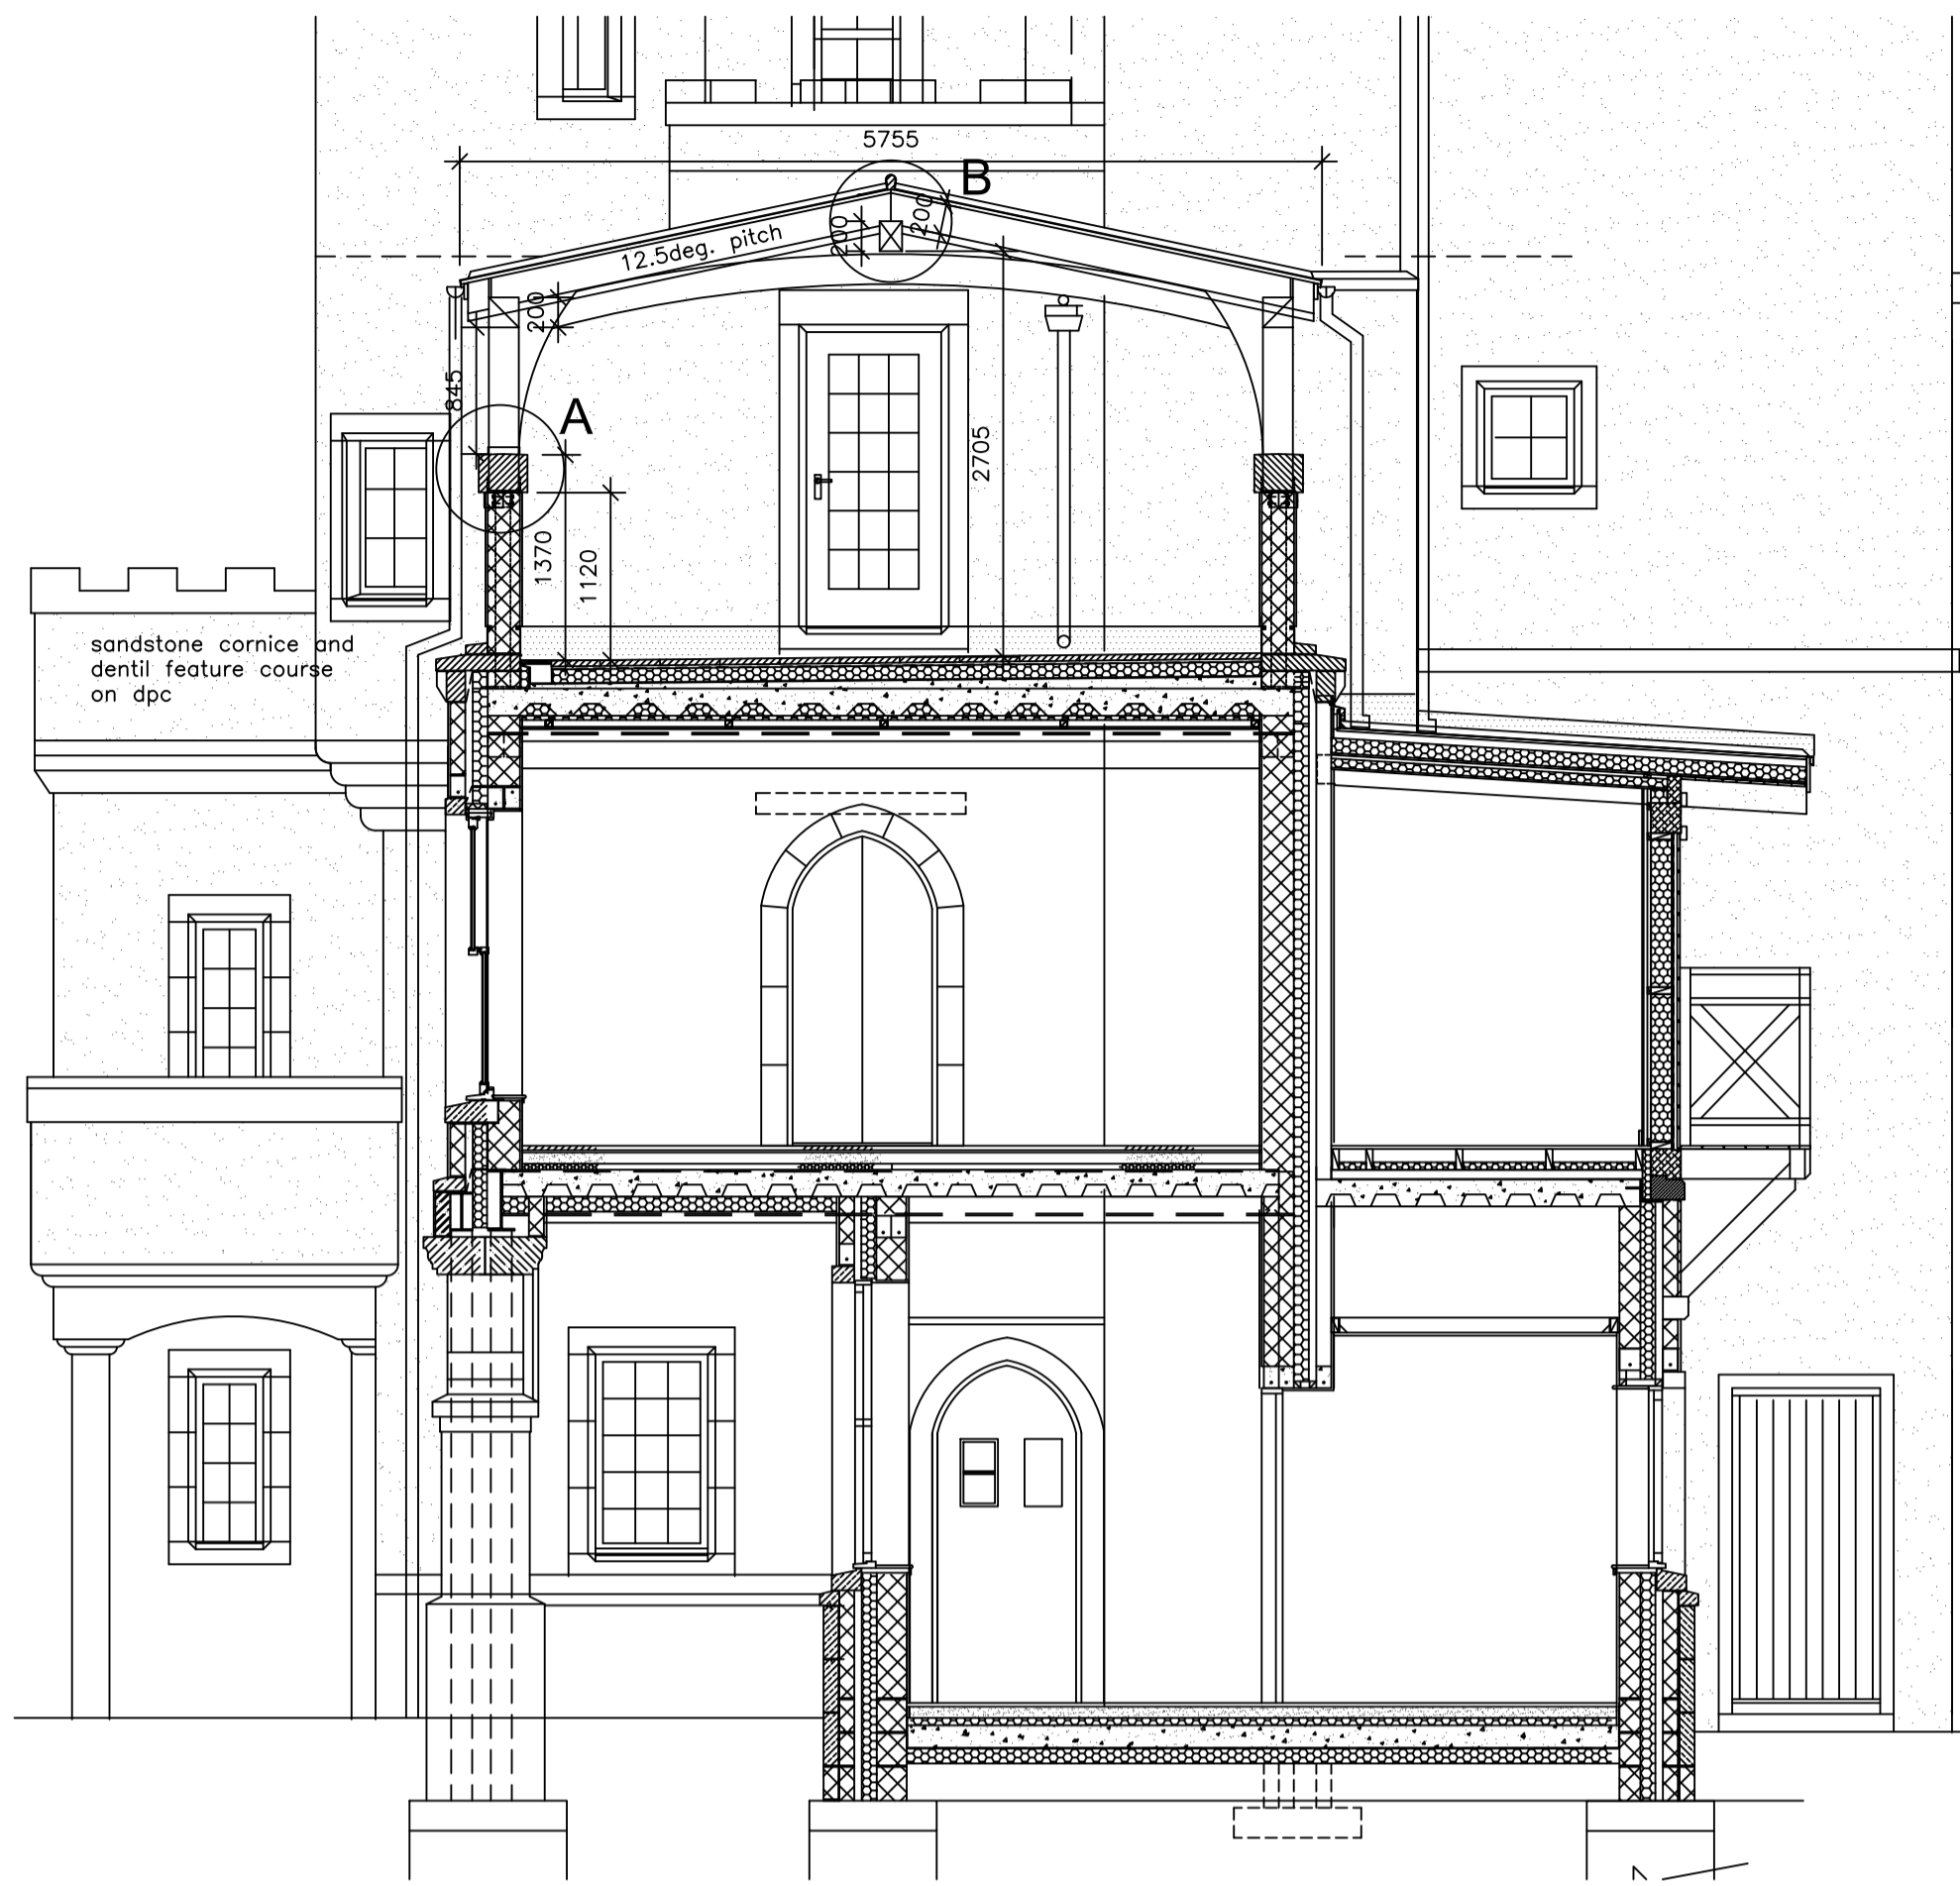 5755
B
200
200
12.5deg. pitch
200
845
A
2705
1370
1120
sandstone cornice and
dentil feature course
on dpc